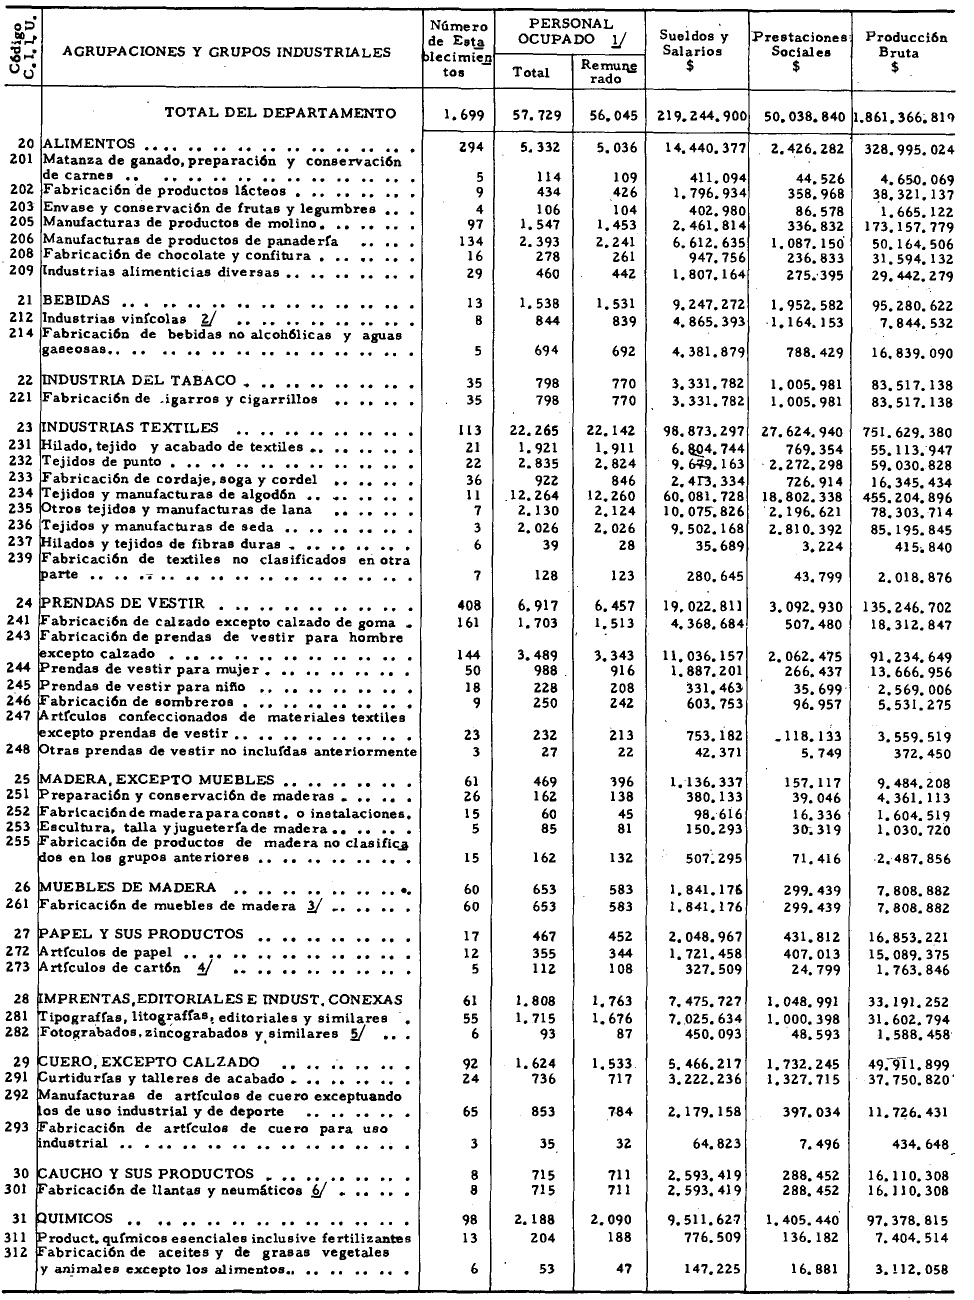 Código C. I. I. U. AGRUPACIONES Y GRUPOS INDUSTRIALES Número de Esta blecimien tos PERSONAL OCUPADO 1/ Total Remune rado Sueldos y Salarios $ Prestaciones Sociales $ Producción Bruta $
TOTAL DEL DEPARTAMENTO 1.699 57.729 56.045 219.244.900 50.038.840 1.861.366.819
20 ALIMENTOS .. .. .. .. .. .. .. .. .. 294 5.332 5.036 14.440.377 2.426.282 328.995.024
201 Matanza de ganado, preparación y conservación
de carnes .. .. .. .. .. .. .. .. .. 5 114 109 411.094 44.526 4.650.069
202 Fabricación de productos lácteos . .. .. .. .. 9 434 426 1.796.934 358.968 38.321.137
203 Envase y conservación de frutas y legumbres .. . 4 106 104 402.980 86.578 1.665.122
205 Manufacturas de productos de molino. .. .. .. . 97 1.547 1.453 2.461.814 336.832 173.157.779
206 Manufacturas de productos de panadería .. .. . 134 2.393 2.241 6.612.635 1.087.150 50.164.506
208 Fabricación de chocolate y confitura . .. .. .. . 16 278 261 947.756 236.833 31.594.132
209 Industrias alimenticias diversas .. .. .. .. .. . 29 460 442 1.807.164 275.395 29.442.279
21 BEBIDAS .. .. .. .. .. .. .. .. .. .. 13 1.538 1.531 9.247.272 1.952.582 95.280.622
212 Industrias vinícolas 2/ .. .. .. .. .. .. . 8 844 839 4.865.393 1.164.153 7.844.532
214 Fabricación de bebidas no alcohólicas y aguas
gaseosas.. .. .. .. .. .. .. .. .. .. . 5 694 692 4.381.879 788.429 16.839.090
22 INDUSTRIA DEL TABACO . .. .. .. .. .. . 35 798 770 3.331.782 1.005.981 83.517.138
221 Fabricación de .igarros y cigarrillos .. .. .. . 35 798 770 3.331.782 1.005.981 83.517.138
23 INDUSTRIAS TEXTILES .. .. .. .. .. .. . 113 22.265 22.142 98.873.297 27.624.940 751.629.380
231 Hilado, tejido y acabado de textiles .. .. .. .. . 21 1.921 1.911 6.804.744 769.354 55.113.947
232 Tejidos de punto . .. .. .. .. .. .. .. .. . 22 2.835 2.824 9.679.163 2.272.298 59.030.828
233 Fabricación de cordaje, soga y cordel .. .. .. . 36 922 846 2.413.334 726.914 16.345.434
234 Tejidos y manufacturas de algodón .. .. .. .. . 11 12.264 12.260 60.081.728 18.802.338 455.204.896
235 Otros tejidos y manufacturas de lana .. .. .. . 7 2.130 2.124 10.075.826 2.196.621 78.303.714
236 Tejidos y manufacturas de seda .. .. .. .. .. . 3 2.026 2.026 9.502.168 2.810.392 85.195.845
237 Hilados y tejidos de fibras duras . .. .. .. .. . 6 39 28 35.689 3.224 415.840
239 Fabricación de textiles no clasificados en otra
parte .. .. .. .. .. .. .. .. .. .. .. . 7 128 123 280.645 43.799 2.018.876
24 PRENDAS DE VESTIR . .. .. .. .. .. .. . 408 6.917 6.457 19.022.811 3.092.930 135.246.702
241 Fabricación de calzado excepto calzado de goma . 161 1.703 1.513 4.368.684 507.480 18.312.847
243 Fabricación de prendas de vestir para hombre
excepto calzado .. .. .. .. .. .. .. .. .. . 144 3.489 3.343 11.036.157 2.062.475 91.234.649
244 Prendas de vestir para mujer . .. .. .. .. .. . 50 988 916 1.887.201 266.437 13.666.956
245 Prendas de vestir para niño .. .. .. .. .. .. . 18 228 208 331.463 35.699 2.569.006
246 Fabricación de sombreros . .. .. .. .. .. .. . 9 250 242 603.753 96.957 5.531.275
247 Artículos confeccionados de materiales textiles
excepto prendas de vestir .. .. .. .. .. .. . 23 232 213 753.182 118.133 3.559.519
248 Otras prendas de vestir no incluídas anteriormente 3 27 22 42.371 5.749 372.450
25 MADERA, EXCEPTO MUEBLES .. .. .. .. . 61 469 396 1.136.337 157.117 9.484.208
251 Preparación y conservación de maderas . .. .. . 26 162 138 380.133 39.046 4.361.113
252 Fabricación de madera para const. o instalaciones. 15 60 45 98.616 16.336 1.604.519
253 Escultura, talla y juguetería de madera .. .. .. . 5 85 81 150.293 30.319 1.030.720
255 Fabricación de productos de madera no clasifica
dos en los grupos anteriores .. .. .. .. .. . 15 162 132 507.295 71.416 2.487.856
26 MUEBLES DE MADERA .. .. .. .. .. .. . 60 653 583 1.841.176 299.439 7.808.882
261 Fabricación de muebles de madera 3/ .. .. .. . 60 653 583 1.841.176 299.439 7.808.882
27 PAPEL Y SUS PRODUCTOS .. .. .. .. .. . 17 467 452 2.048.967 431.812 16.853.221
272 Artículos de papel .. .. .. .. .. .. .. .. . 12 355 344 1.721.458 407.013 15.089.375
273 Artículos de cartón 4/ .. .. .. .. .. .. . 5 112 108 327.509 24.799 1.763.846
28 IMPRENTAS, EDITORIALES E INDUST. CONEXAS 61 1.808 1.763 7.475.727 1.048.991 33.191.252
281 Tipografías, litografías, editoriales y similares . 55 1.715 1.676 7.025.634 1.000.398 31.602.794
282 Fotograbados, zincograbados y similares 5/ .. . 6 93 87 450.093 48.593 1.588.458
29 CUERO, EXCEPTO CALZADO .. .. .. .. .. . 92 1.624 1.533 5.466.217 1.732.245 49.911.899
291 Curtidurías y talleres de acabado . .. .. .. .. . 24 736 717 3.222.236 1.327.715 37.750.820
292 Manufacturas de artículos de cuero exceptuando
los de uso industrial y de deporte .. .. .. .. . 65 853 784 2.179.158 397.034 11.726.431
293 Fabricación de artículos de cuero para uso
industrial .. .. .. .. .. .. .. .. .. .. . 3 35 32 64.823 7.496 434.648
30 CAUCHO Y SUS PRODUCTOS . .. .. .. .. . 8 715 711 2.593.419 288.452 16.110.308
301 Fabricación de llantas y neumáticos 6/ . .. .. . 8 715 711 2.593.419 288.452 16.110.308
31 QUIMICOS .. .. .. .. .. .. .. .. .. .. . 98 2.188 2.090 9.511.627 1.405.440 97.378.815
311 Product. químicos esenciales inclusive fertilizantes 13 204 188 776.509 136.182 7.404.514
312 Fabricación de aceites y de grasas vegetales
y animales excepto los alimentos.. .. .. .. .. . 6 53 47 147.225 16.881 3.112.058